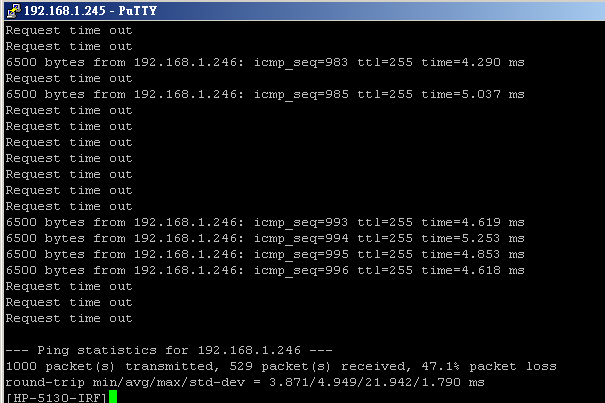 192.168.1.245 - PuTTY
Request time out
Request time out
6500 bytes from 192.168.1.246: icmp_seq=983 ttl=255 time=4.290 ms
Request time out
6500 bytes from 192.168.1.246: icmp_seq=985 ttl=255 time=5.037 ms
Request time out
Request time out
Request time out
Request time out
Request time out
Request time out
Request time out
6500 bytes from 192.168.1.246: icmp_seq=993 ttl=255 time=4.619 ms
6500 bytes from 192.168.1.246: icmp_seq=994 ttl=255 time=5.253 ms
6500 bytes from 192.168.1.246: icmp_seq=995 ttl=255 time=4.853 ms
6500 bytes from 192.168.1.246: icmp_seq=996 ttl=255 time=4.618 ms
Request time out
Request time out
Request time out
--- Ping statistics for 192.168.1.246 ---
1000 packet(s) transmitted, 529 packet(s) received, 47.1% packet loss
round-trip min/avg/max/std-dev = 3.871/4.949/21.942/1.790 ms
[HP-5130-IRF]